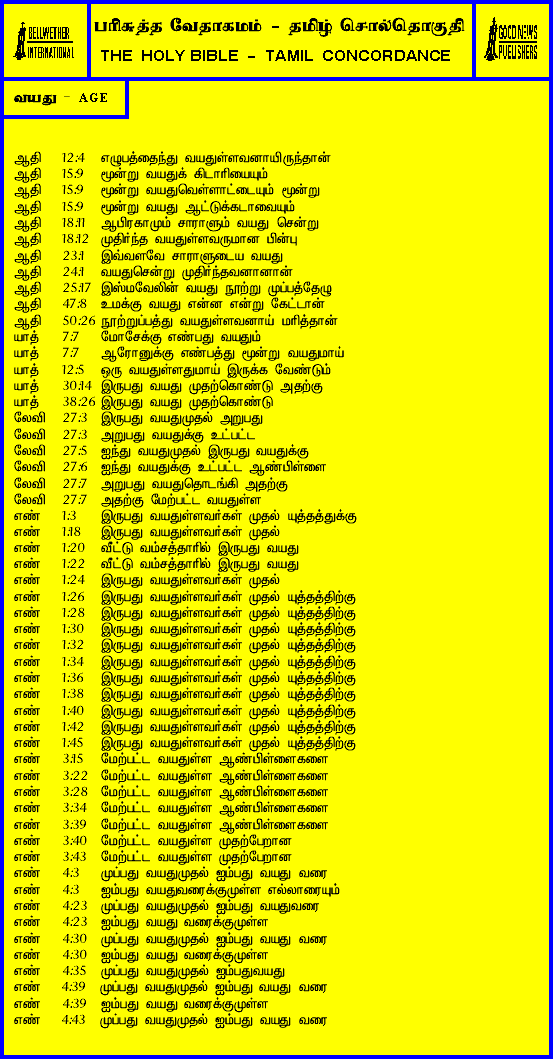 BELLWETHER
INTERNATIONAL
பரிசுத்த வேதாகமம் - தமிழ் சொல்தொகுதி
THE HOLY BIBLE - TAMIL CONCORDANCE
GOOD NEWS
PUBLISHERS
வயது - AGE
ஆதி 12:4 எழுபத்தைந்து வயதுள்ளவனாயிருந்தான்
ஆதி 15:9 மூன்று வயதுக் கிடாரியையும்
ஆதி 15:9 மூன்று வயதுவெள்ளாட்டையும் மூன்று
ஆதி 15:9 மூன்று வயது ஆட்டுக்கடாவையும்
ஆதி 18:11 ஆபிரகாமும் சாராளும் வயது சென்று
ஆதி 18:12 முதிர்ந்த வயதுள்ளவருமான பின்பு
ஆதி 23:1 இவ்வளவே சாராளுடைய வயது
ஆதி 24:1 வயதுசென்று முதிர்ந்தவனானான்
ஆதி 25:17 இஸ்மவேலின் வயது நூற்று முப்பத்தேழு
ஆதி 47:8 உமக்கு வயது என்ன என்று கேட்டான்
ஆதி 50:26 நூற்றுப்பத்து வயதுள்ளவனாய் மரித்தான்
யாத் 7:7 மோசேக்கு எண்பது வயதும்
யாத் 7:7 ஆரோனுக்கு எண்பத்து மூன்று வயதுமாய்
யாத் 12:5 ஒரு வயதுள்ளதுமாய் இருக்க வேண்டும்
யாத் 30:14 இருபது வயது முதற்கொண்டு அதற்கு
யாத் 38:26 இருபது வயது முதற்கொண்டு
லேவி 27:3 இருபது வயதுமுதல் அறுபது
லேவி 27:3 அறுபது வயதுக்கு உட்பட்ட
லேவி 27:5 ஐந்து வயதுமுதல் இருபது வயதுக்கு
லேவி 27:6 ஐந்து வயதுக்கு உட்பட்ட ஆண்பிள்ளை
லேவி 27:7 அறுபது வயதுதொடங்கி அதற்கு
லேவி 27:7 அதற்கு மேற்பட்ட வயதுள்ள
எண் 1:3 இருபது வயதுள்ளவர்கள் முதல் யுத்தத்துக்கு
எண் 1:18 இருபது வயதுள்ளவர்கள் முதல்
எண் 1:20 வீட்டு வம்சத்தாரில் இருபது வயது
எண் 1:22 வீட்டு வம்சத்தாரில் இருபது வயது
எண் 1:24 இருபது வயதுள்ளவர்கள் முதல்
எண் 1:26 இருபது வயதுள்ளவர்கள் முதல் யுத்தத்திற்கு
எண் 1:28 இருபது வயதுள்ளவர்கள் முதல் யுத்தத்திற்கு
எண் 1:30 இருபது வயதுள்ளவர்கள் முதல் யுத்தத்திற்கு
எண் 1:32 இருபது வயதுள்ளவர்கள் முதல் யுத்தத்திற்கு
எண் 1:34 இருபது வயதுள்ளவர்கள் முதல் யுத்தத்திற்கு
எண் 1:36 இருபது வயதுள்ளவர்கள் முதல் யுத்தத்திற்கு
எண் 1:38 இருபது வயதுள்ளவர்கள் முதல் யுத்தத்திற்கு
எண் 1:40 இருபது வயதுள்ளவர்கள் முதல் யுத்தத்திற்கு
எண் 1:42 இருபது வயதுள்ளவர்கள் முதல் யுத்தத்திற்கு
எண் 1:45 இருபது வயதுள்ளவர்கள் முதல் யுத்தத்திற்கு
எண் 3:15 மேற்பட்ட வயதுள்ள ஆண்பிள்ளைகளை
எண் 3:22 மேற்பட்ட வயதுள்ள ஆண்பிள்ளைகளை
எண் 3:28 மேற்பட்ட வயதுள்ள ஆண்பிள்ளைகளை
எண் 3:34 மேற்பட்ட வயதுள்ள ஆண்பிள்ளைகளை
எண் 3:39 மேற்பட்ட வயதுள்ள ஆண்பிள்ளைகளை
எண் 3:40 மேற்பட்ட வயதுள்ள முதற்பேறான
எண் 3:43 மேற்பட்ட வயதுள்ள முதற்பேறான
எண் 4:3 முப்பது வயதுமுதல் ஐம்பது வயது வரை
எண் 4:3 ஐம்பது வயதுவரைக்குமுள்ள எல்லாரையும்
எண் 4:23 முப்பது வயதுமுதல் ஐம்பது வயதுவரை
எண் 4:23 ஐம்பது வயது வரைக்குமுள்ள
எண் 4:30 முப்பது வயதுமுதல் ஐம்பது வயது வரை
எண் 4:30 ஐம்பது வயது வரைக்குமுள்ள
எண் 4:35 முப்பது வயதுமுதல் ஐம்பதுவயது
எண் 4:39 முப்பது வயதுமுதல் ஐம்பது வயது வரை
எண் 4:39 ஐம்பது வயது வரைக்குமுள்ள
எண் 4:43 முப்பது வயதுமுதல் ஐம்பது வயது வரை